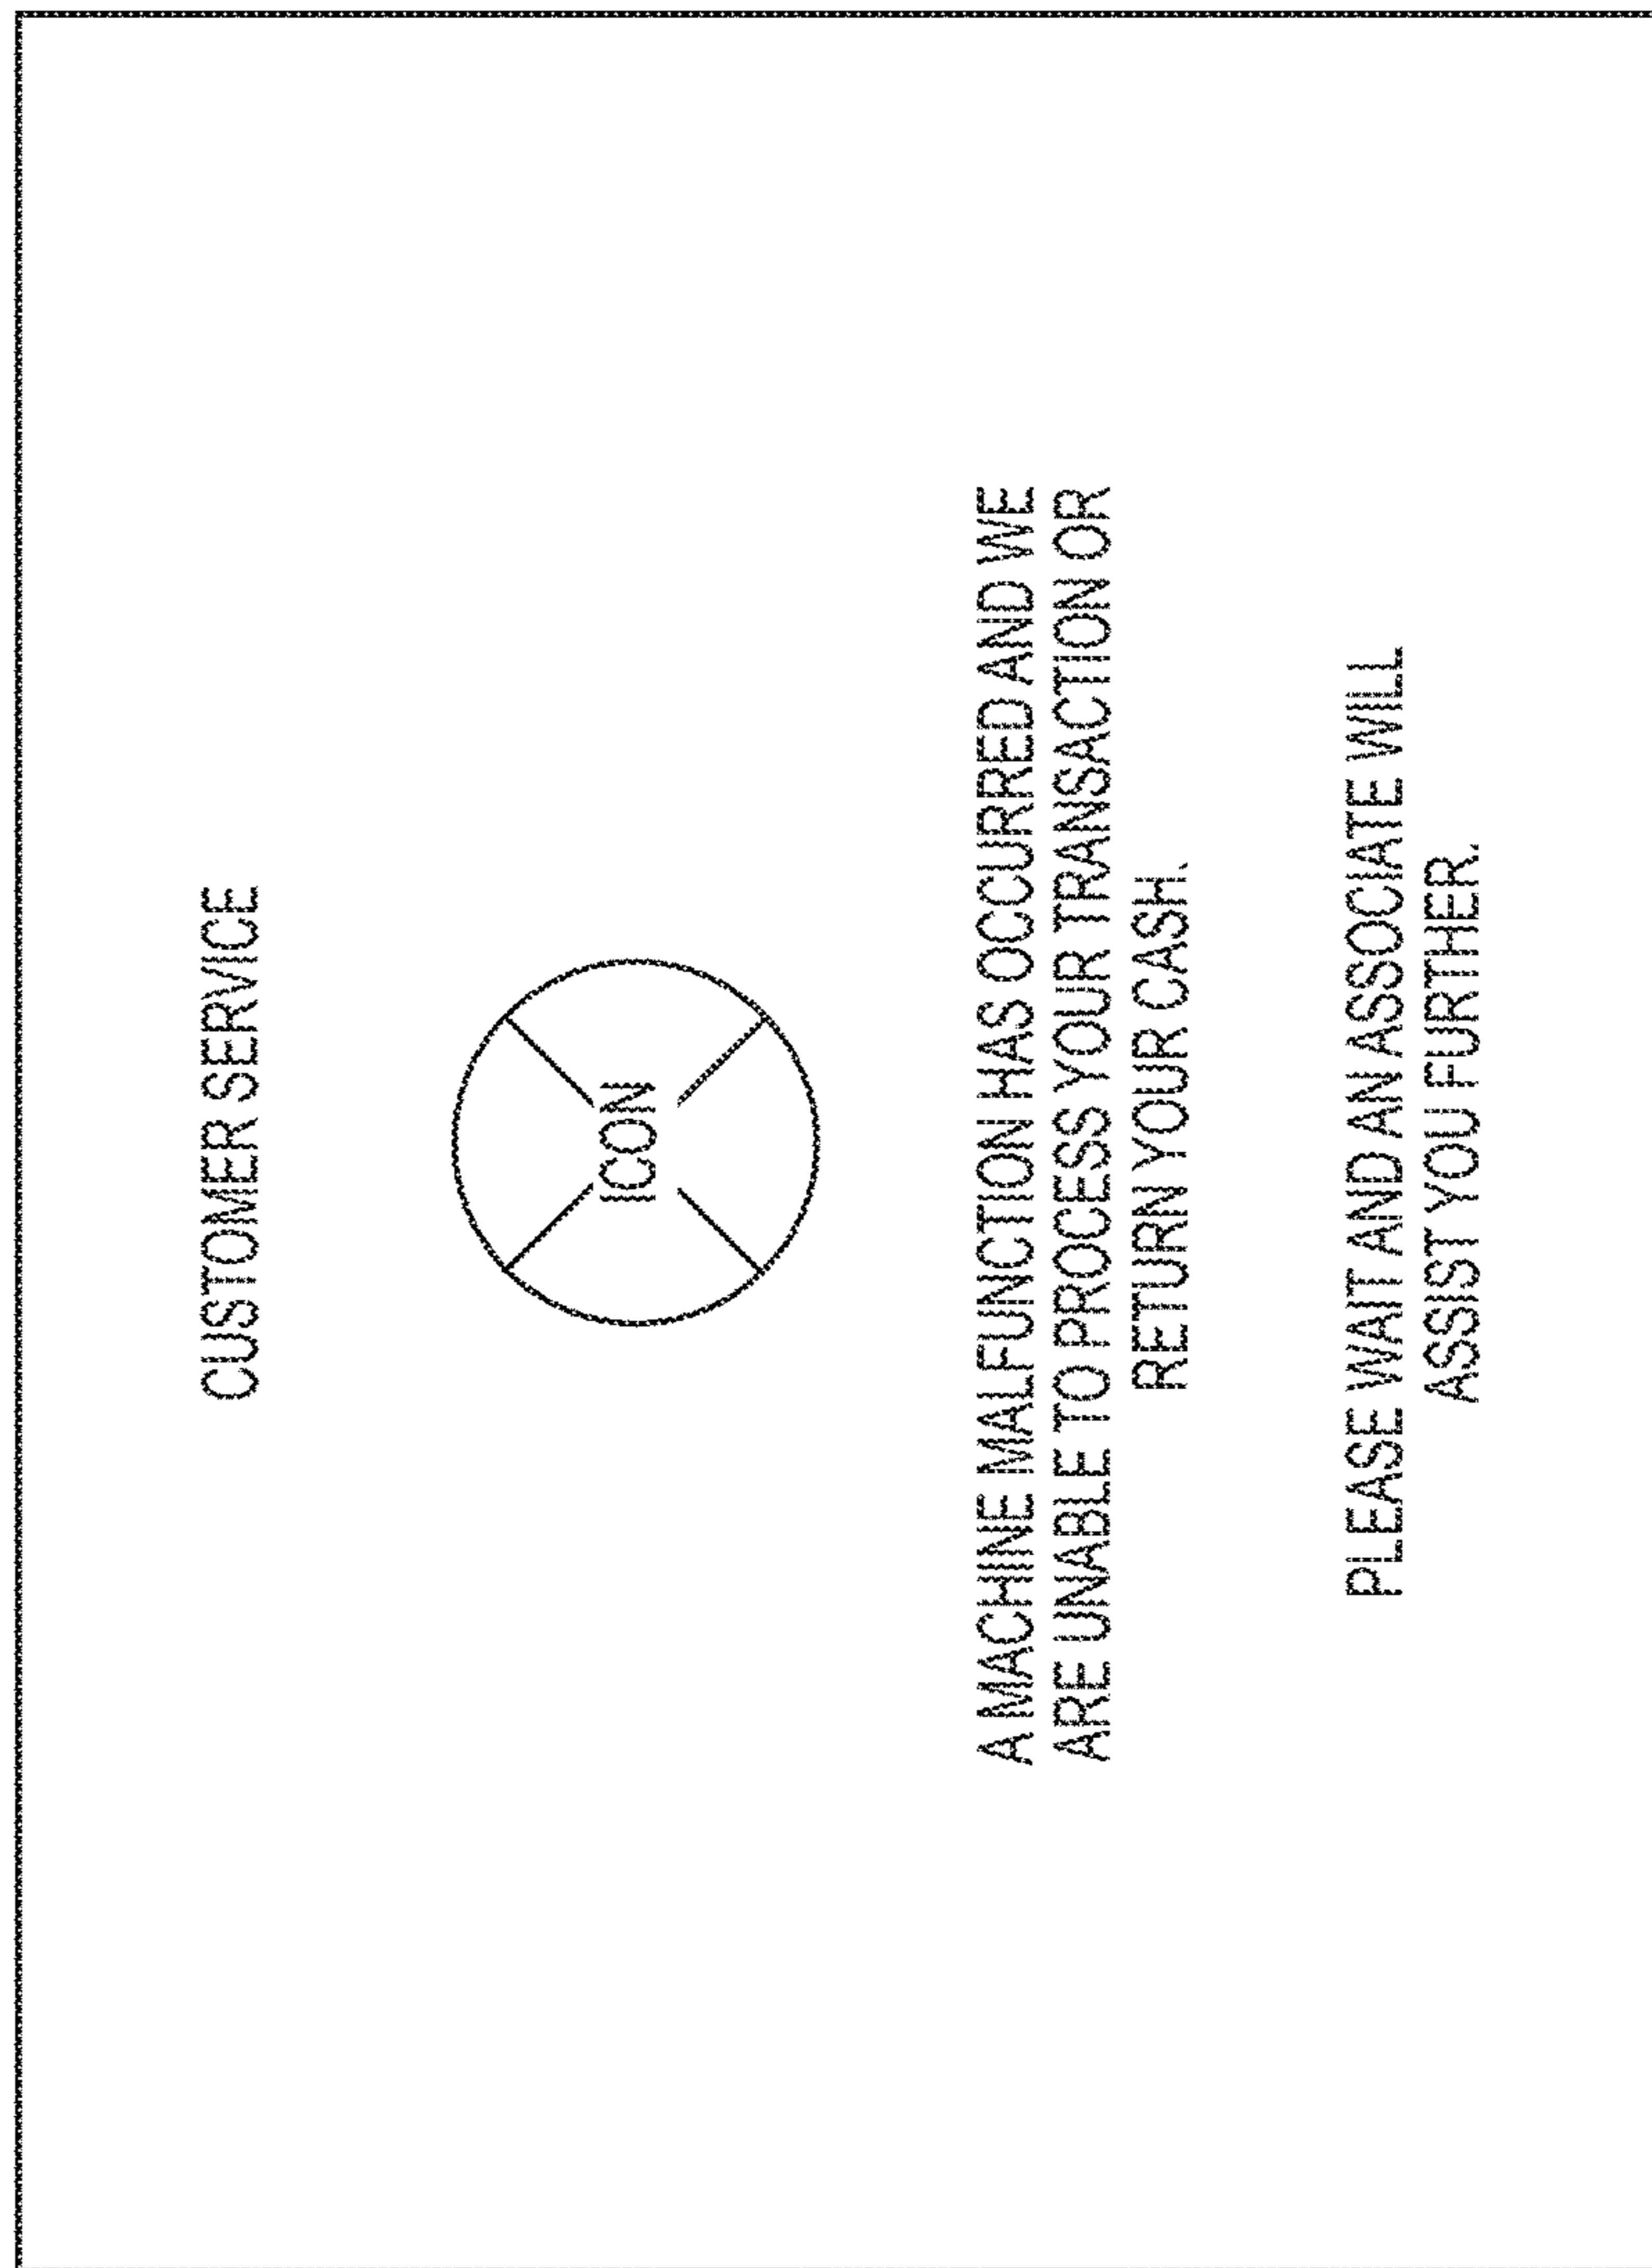 CUSTOMER SERVICE
ICON
A MACHINE MALFUNCTION HAS OCCURRED AND WE
ARE UNABLE TO PROCESS YOUR TRANSACTION OR
RETURN YOUR CASH.
PLEASE WAIT AND AN ASSOCIATE WILL
ASSIST YOU FURTHER.